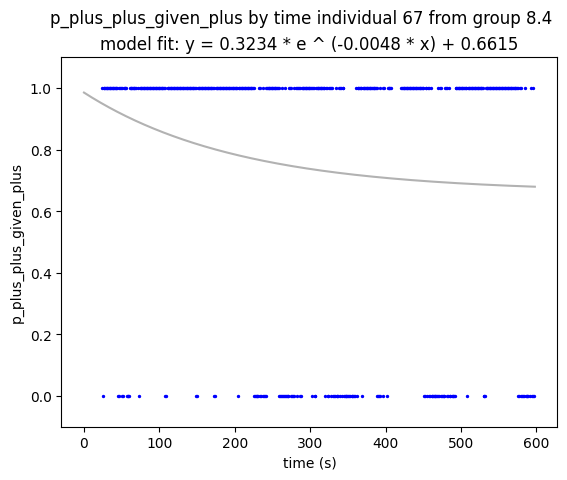 p_plus_plus_given_plus by time individual 67 from group 8.4
model fit: y = 0.3234 * e ^ (-0.0048 * x) + 0.6615
1.0
0.8
0.6
0.4
0.2
0.0
p_plus_plus_given_plus
0 100 200 300 400 500 600
time (s)